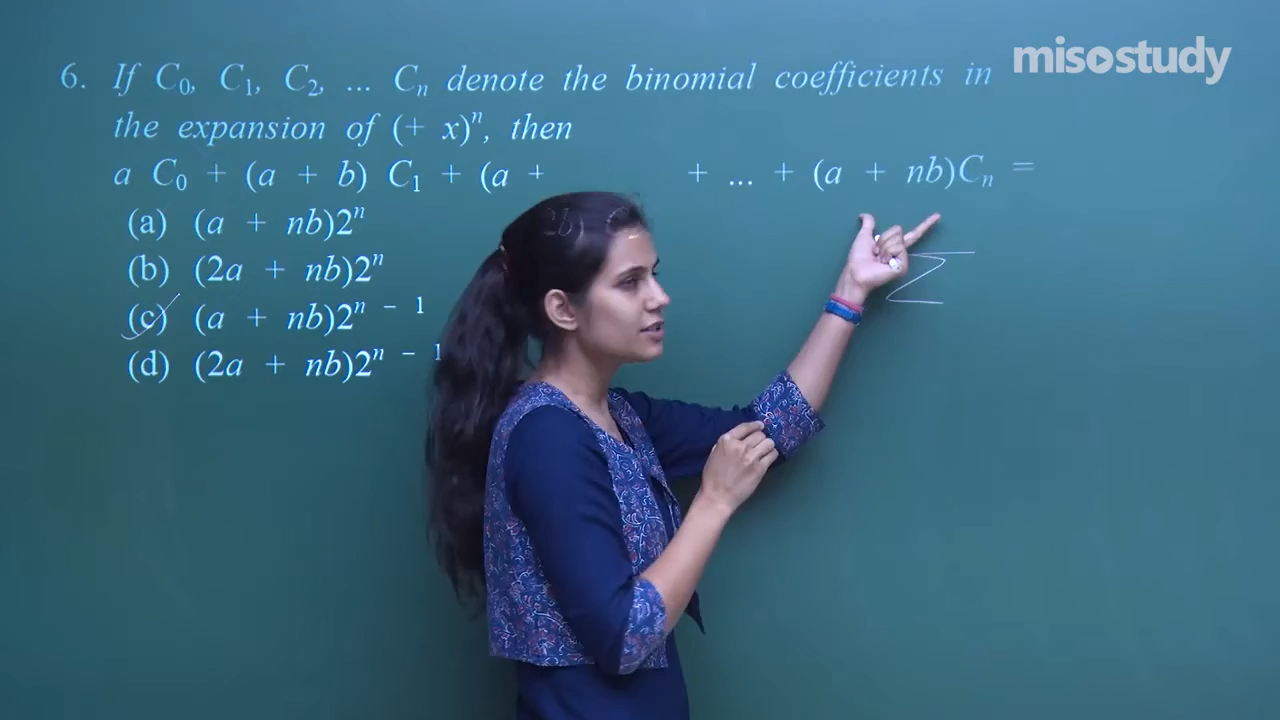 misostudy
6. If C₀, C₁, C₂, ... Cₙ denote the binomial coefficients in
the expansion of (+ x)ⁿ, then
a C₀ + (a + b) C₁ + (a + 2b) + ... + (a + nb)Cₙ =
(a) (a + nb)2ⁿ
(b) (2a + nb)2ⁿ
(c) (a + nb)2ⁿ ⁻ ¹
(d) (2a + nb)2ⁿ ⁻ ¹
Σ